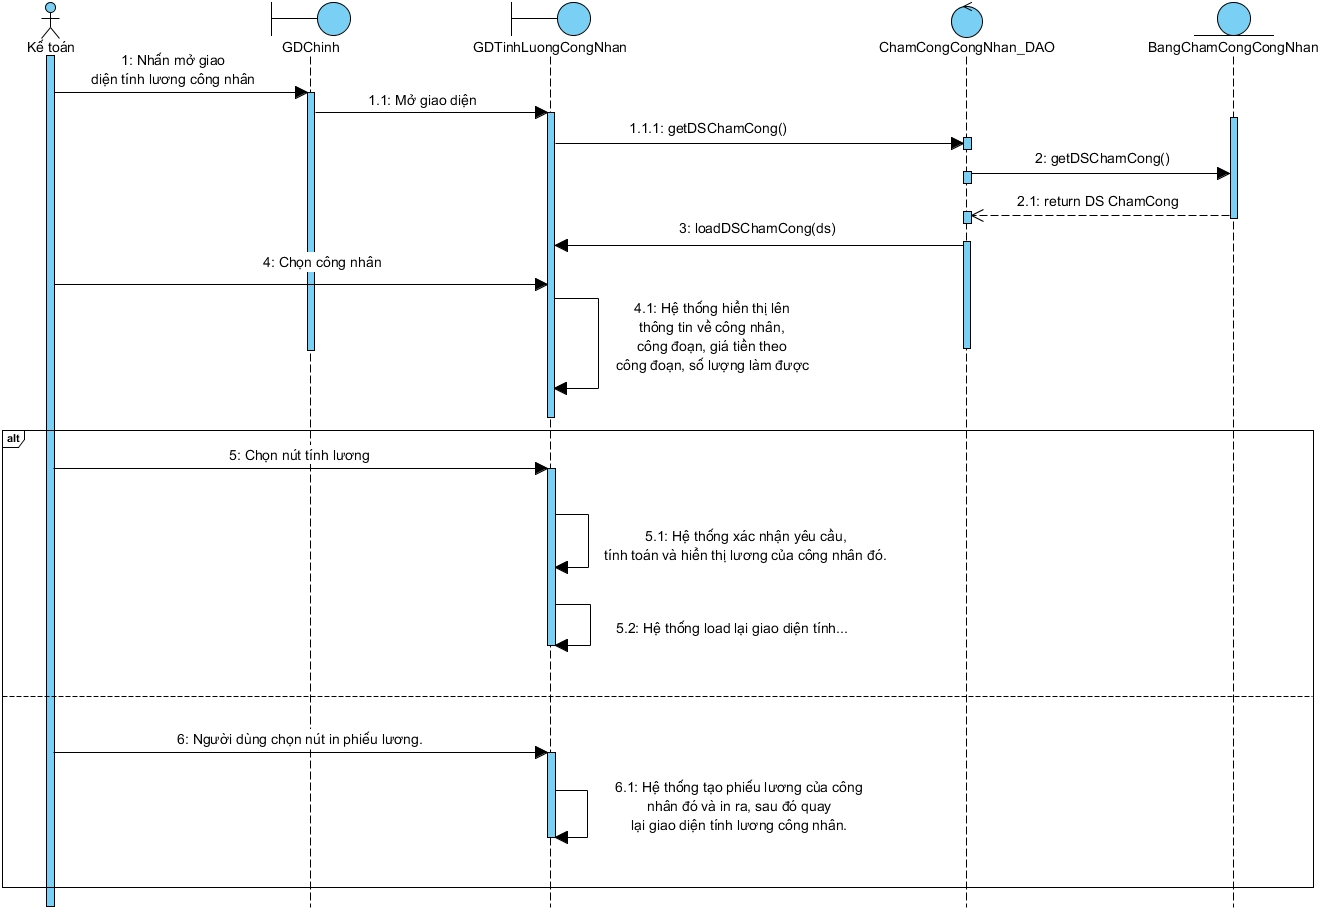 Kế toán
GDChinh
GDTinhLuongCongNhan
ChamCongCongNhan_DAO
BangChamCongCongNhan
1: Nhấn mở giao
diện tính lương công nhân
1.1: Mở giao diện
1.1.1: getDSChamCong()
2: getDSChamCong()
2.1: return DS ChamCong
3: loadDSChamCong(ds)
4: Chọn công nhân
4.1: Hệ thống hiển thị lên
thông tin về công nhân,
công đoạn, giá tiền theo
công đoạn, số lượng làm được
alt
5: Chọn nút tính lương
5.1: Hệ thống xác nhận yêu cầu,
tính toán và hiển thị lương của công nhân đó.
5.2: Hệ thống load lại giao diện tính...
6: Người dùng chọn nút in phiếu lương.
6.1: Hệ thống tạo phiếu lương của công
nhân đó và in ra, sau đó quay
lại giao diện tính lương công nhân.